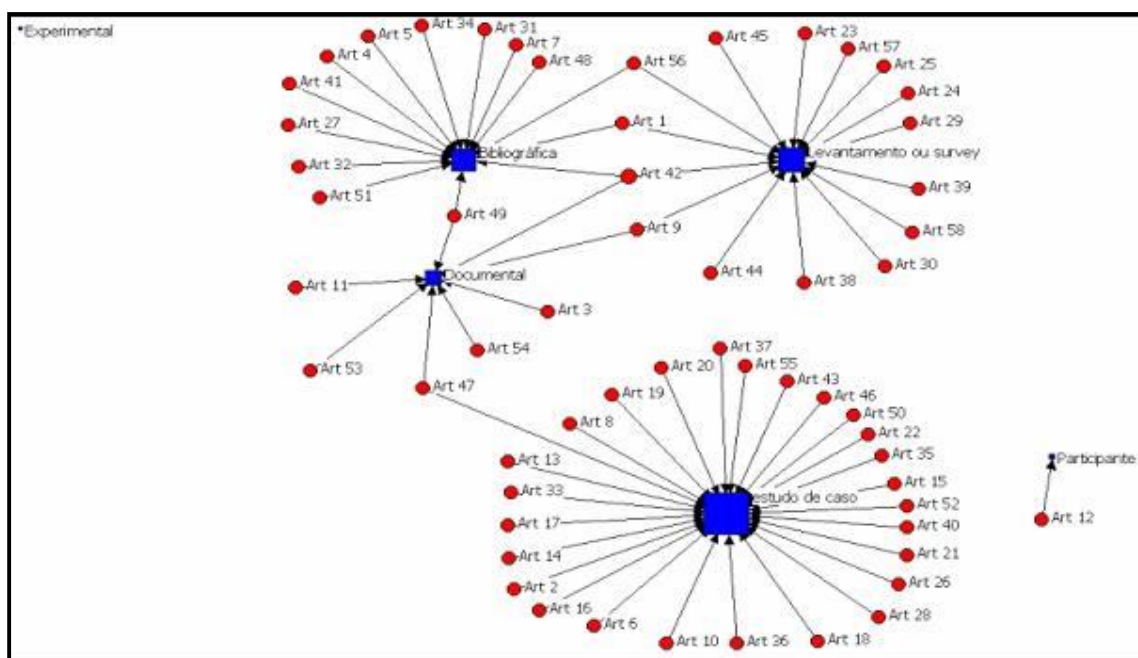 *Experimental
Art 34
Art 31
Art 5
Art 7
Art 4
Art 48
Art 41
Art 27
Art 32
Art 51
Bibliográfica
Art 56
Art 1
Art 42
Art 9
Art 49
Art 45
Art 23
Art 57
Art 25
Art 24
Art 29
Levantamento ou survey
Art 39
Art 58
Art 30
Art 38
Art 44
Documental
Art 11
Art 3
Art 54
Art 53
Art 47
Art 37
Art 20
Art 55
Art 43
Art 19
Art 46
Art 8
Art 50
Art 22
Art 13
Art 35
Art 33
Art 15
estudo de caso
Art 52
Art 17
Art 40
Art 14
Art 21
Art 2
Art 26
Art 16
Art 28
Art 6
Art 10
Art 36
Art 18
Participante
Art 12